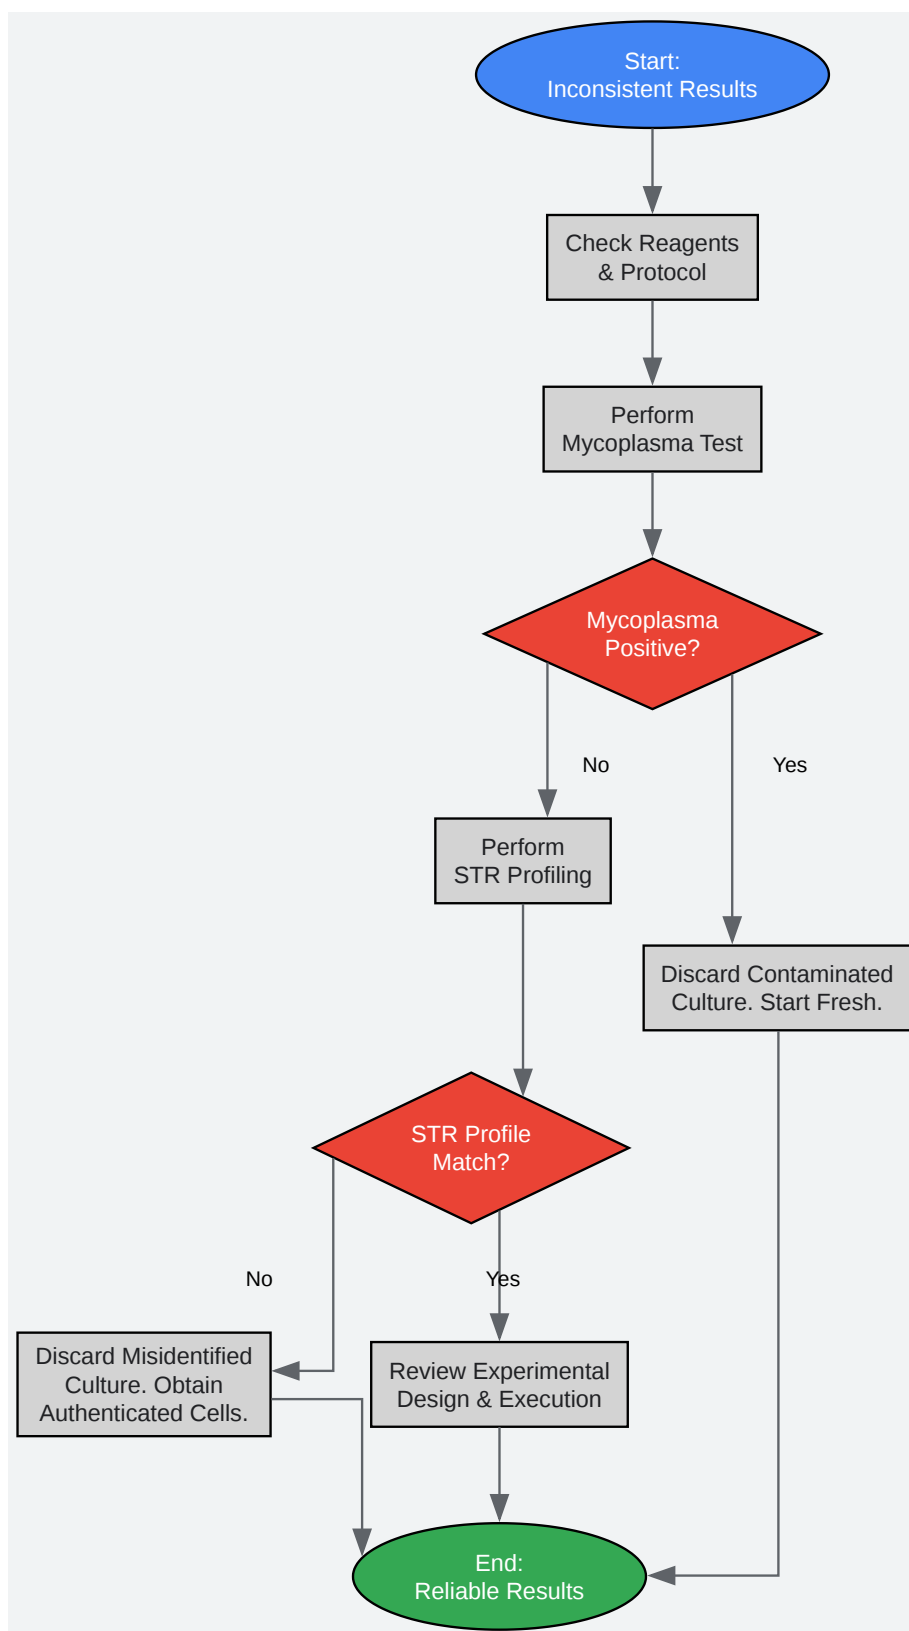 Start:
Inconsistent Results
Check Reagents
& Protocol
Perform
Mycoplasma Test
Mycoplasma
Positive?
No
Yes
Perform
STR Profiling
Discard Contaminated
Culture. Start Fresh.
STR Profile
Match?
No
Yes
Discard Misidentified
Culture. Obtain
Authenticated Cells.
Review Experimental
Design & Execution
End:
Reliable Results